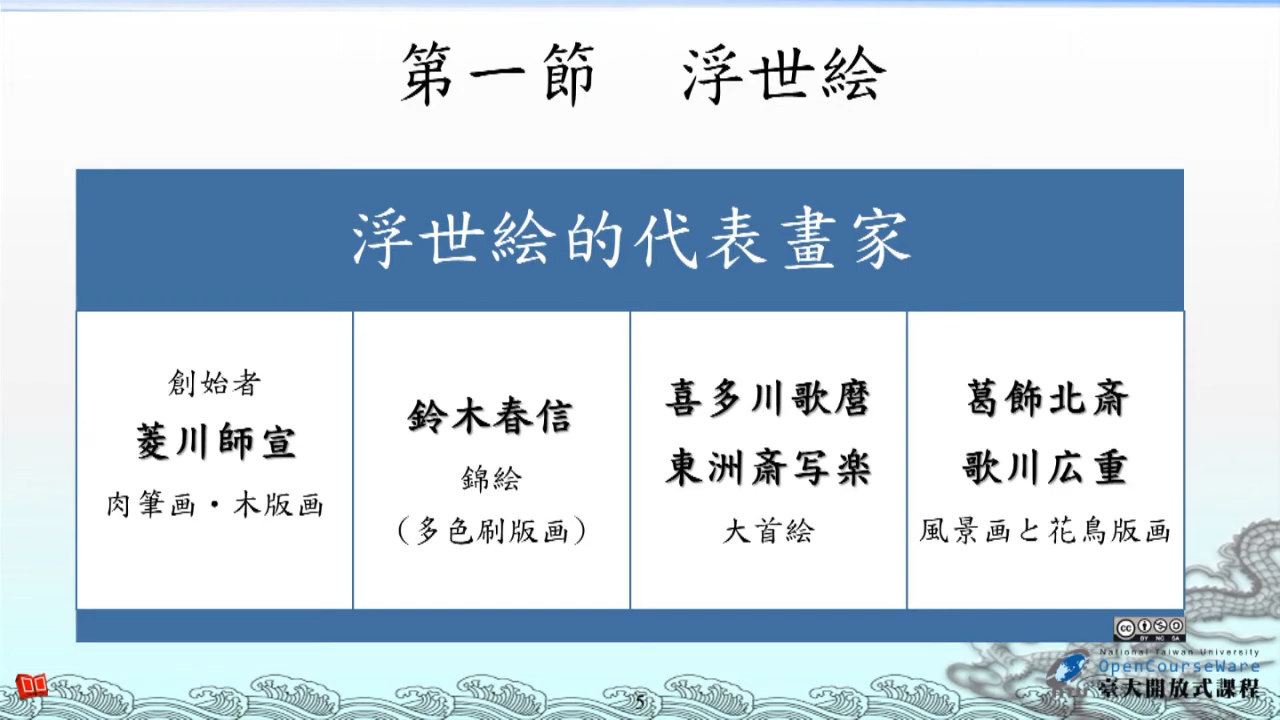 第一節　浮世絵
浮世絵的代表畫家
創始者
菱川師宣
肉筆画・木版画
鈴木春信
錦絵
（多色刷版画）
喜多川歌麿
東洲斎写楽
大首絵
葛飾北斎
歌川広重
風景画と花鳥版画
cc BY NC SA
National Taiwan University
OpenCourseWare
臺大開放式課程
5